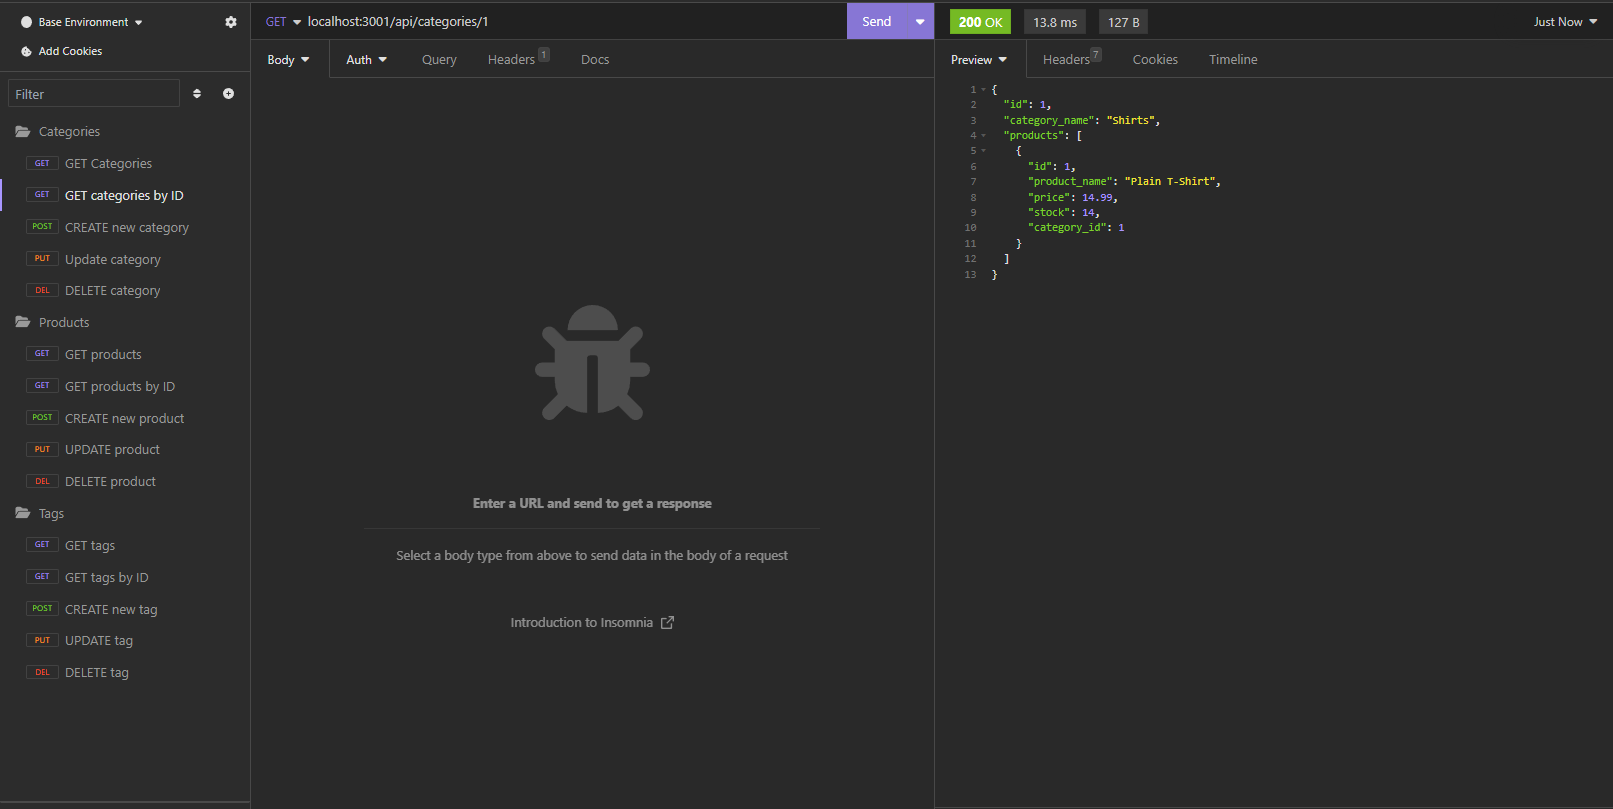 Base Environment
Add Cookies
Filter
Categories
GET GET Categories
GET GET categories by ID
POST CREATE new category
PUT Update category
DEL DELETE category
Products
GET GET products
GET GET products by ID
POST CREATE new product
PUT UPDATE product
DEL DELETE product
Tags
GET GET tags
GET GET tags by ID
POST CREATE new tag
PUT UPDATE tag
DEL DELETE tag
GET localhost:3001/api/categories/1 Send
Body Auth Query Headers 1 Docs
Enter a URL and send to get a response
Select a body type from above to send data in the body of a request
Introduction to Insomnia
200 OK 13.8 ms 127 B Just Now
Preview Headers 7 Cookies Timeline
1 {
2 "id": 1,
3 "category_name": "Shirts",
4 "products": [
5 {
6 "id": 1,
7 "product_name": "Plain T-Shirt",
8 "price": 14.99,
9 "stock": 14,
10 "category_id": 1
11 }
12 ]
13 }